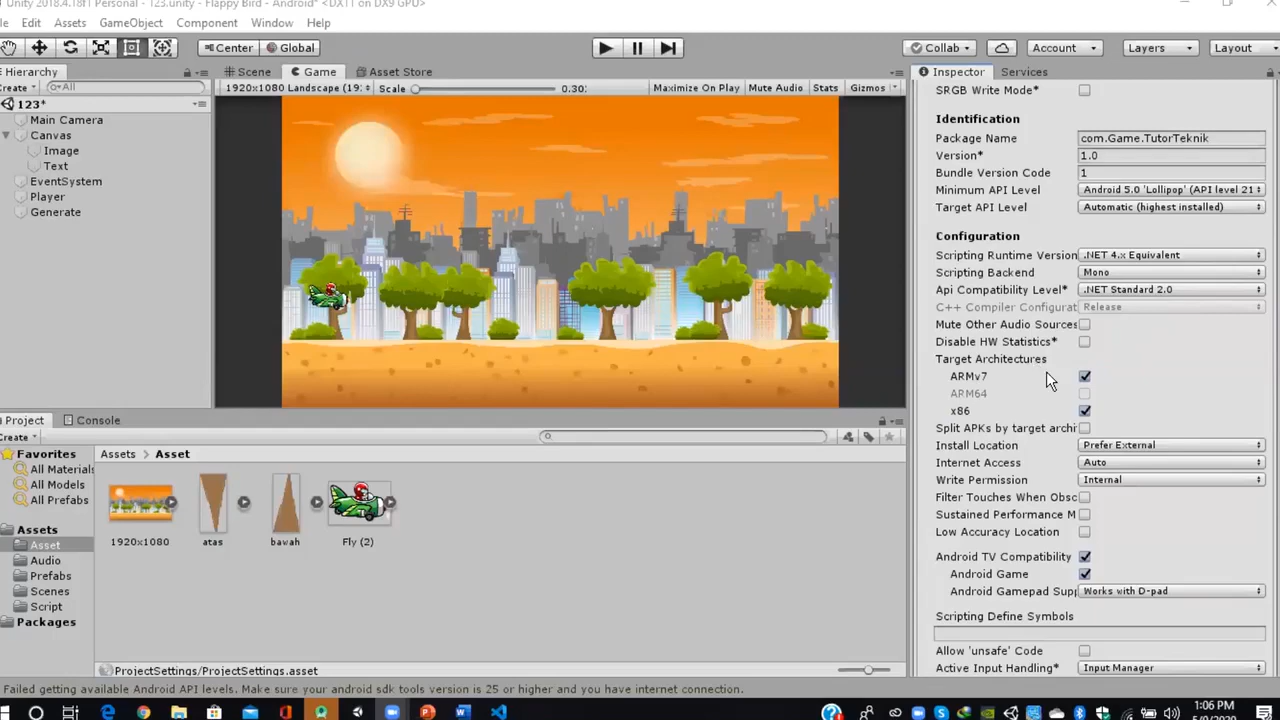 Unity 2018.4.18f1 Personal - 123.unity - Flappy Bird - Android* <DX11 on DX9 GPU>
Edit Assets GameObject Component Window Help
Center Global Collab Account Layers Layout
Hierarchy Scene Game Asset Store Inspector Services
All 1920x1080 Landscape (19: Scale 0.30: Maximize On Play Mute Audio Stats Gizmos
SRGB Write Mode*
123*
Main Camera
Canvas
Image
Text
EventSystem
Player
Generate
Identification
Package Name com.Game.TutorTeknik
Version* 1.0
Bundle Version Code 1
Minimum API Level Android 5.0 'Lollipop' (API level 21
Target API Level Automatic (highest installed)
Configuration
Scripting Runtime Version .NET 4.x Equivalent
Scripting Backend Mono
Api Compatibility Level* .NET Standard 2.0
C++ Compiler Configurat Release
Mute Other Audio Sources
Disable HW Statistics*
Target Architectures
ARMv7
ARM64
x86
Split APKs by target archi
Install Location Prefer External
Internet Access Auto
Write Permission Internal
Filter Touches When Obsc
Sustained Performance M
Low Accuracy Location
Android TV Compatibility
Android Game
Android Gamepad Supp Works with D-pad
Scripting Define Symbols
Allow 'unsafe' Code
Active Input Handling* Input Manager
Project Console
Favorites
All Materials
All Models
All Prefabs
Assets
Asset
Audio
Prefabs
Scenes
Script
Packages
Assets > Asset
1920x1080 atas bawah Fly (2)
ProjectSettings/ProjectSettings.asset
Failed getting available Android API levels. Make sure your android sdk tools version is 25 or higher and you have internet connection.
1:06 PM